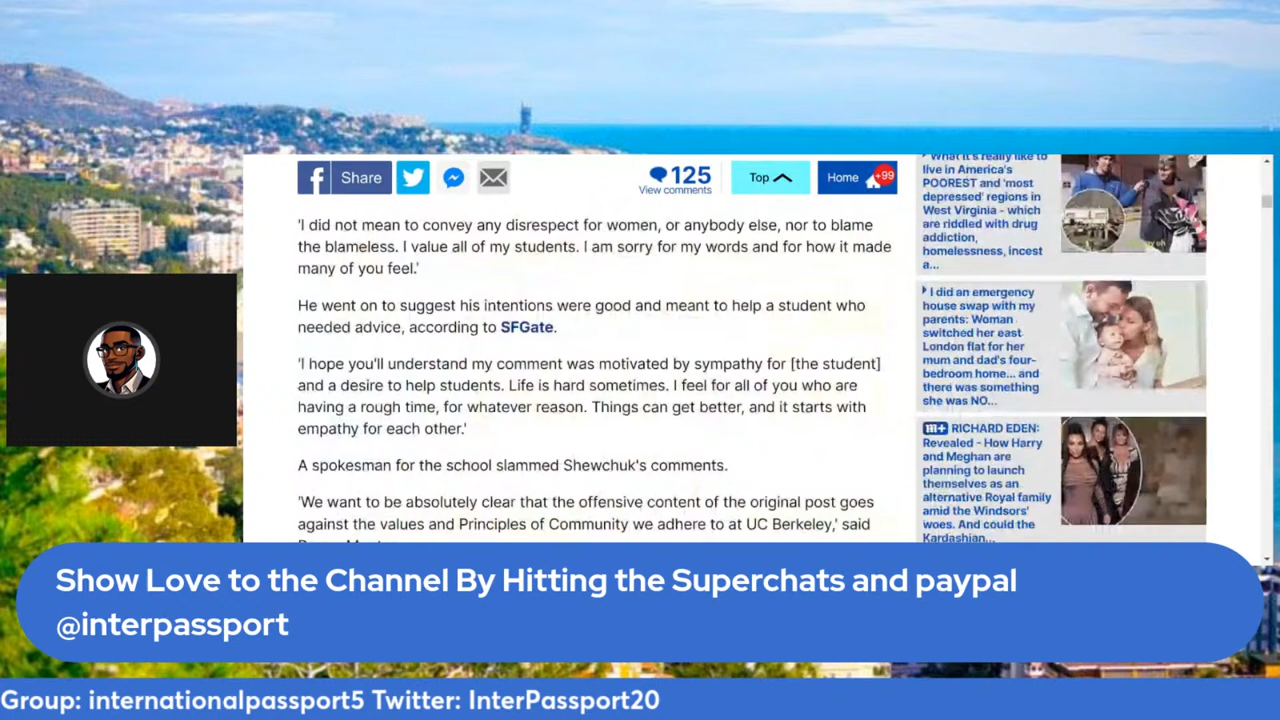 Share
125
View comments
Top
Home
+99
'I did not mean to convey any disrespect for women, or anybody else, nor to blame
the blameless. I value all of my students. I am sorry for my words and for how it made
many of you feel.'
He went on to suggest his intentions were good and meant to help a student who
needed advice, according to SFGate.
'I hope you'll understand my comment was motivated by sympathy for [the student]
and a desire to help students. Life is hard sometimes. I feel for all of you who are
having a rough time, for whatever reason. Things can get better, and it starts with
empathy for each other.'
A spokesman for the school slammed Shewchuk's comments.
'We want to be absolutely clear that the offensive content of the original post goes
against the values and Principles of Community we adhere to at UC Berkeley,' said
What it's really like to
live in America's
POOREST and 'most
depressed' regions in
West Virginia - which
are riddled with drug
addiction,
homelessness, incest
a...
I did an emergency
house swap with my
parents: Woman
switched her east
London flat for her
mum and dad's four-
bedroom home... and
there was something
she was NO...
m+ RICHARD EDEN:
Revealed - How Harry
and Meghan are
planning to launch
themselves as an
alternative Royal family
amid the Windsors'
woes. And could the
Kardashian...
Show Love to the Channel By Hitting the Superchats and paypal
@interpassport
Group: internationalpassport5 Twitter: InterPassport20